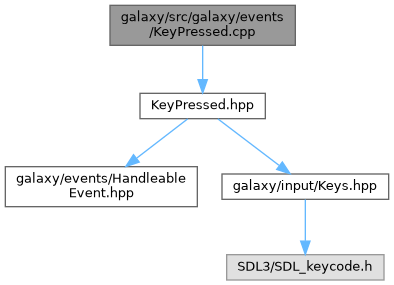 galaxy/src/galaxy/events
/KeyPressed.cpp
KeyPressed.hpp
galaxy/events/Handleable
Event.hpp
galaxy/input/Keys.hpp
SDL3/SDL_keycode.h